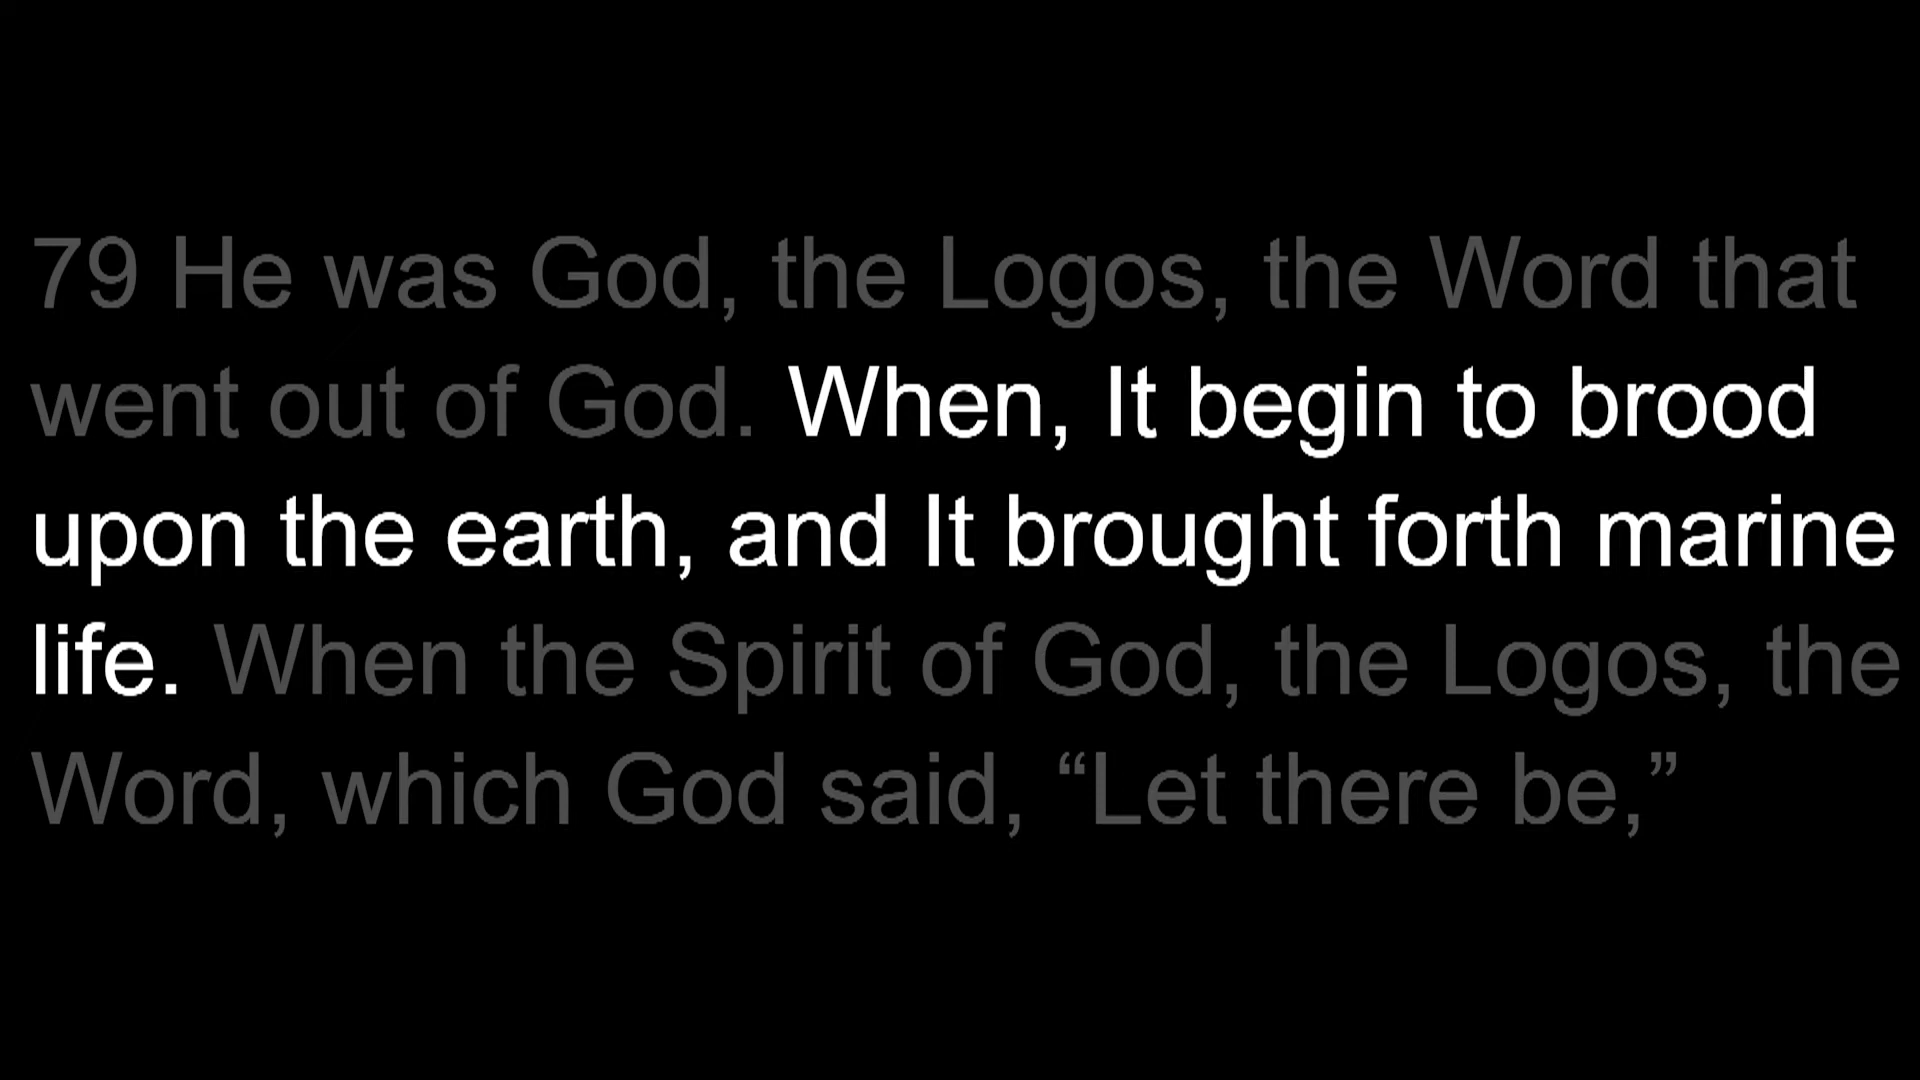 79 He was God, the Logos, the Word that
went out of God. When, It begin to brood
upon the earth, and It brought forth marine
life. When the Spirit of God, the Logos, the
Word, which God said, “Let there be,”